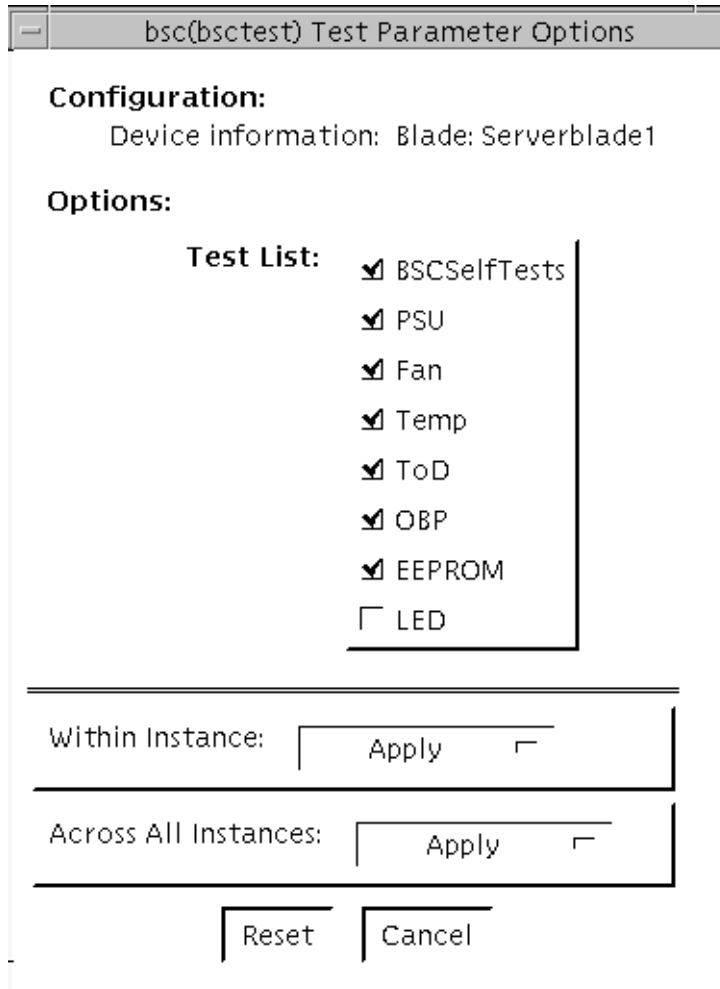 bsc(bsctest) Test Parameter Options
Configuration:
Device information: Blade: Serverblade1
Options:
Test List:
BSCSelfTests
PSU
Fan
Temp
ToD
OBP
EEPROM
LED
Within Instance: Apply
Across All Instances: Apply
Reset Cancel